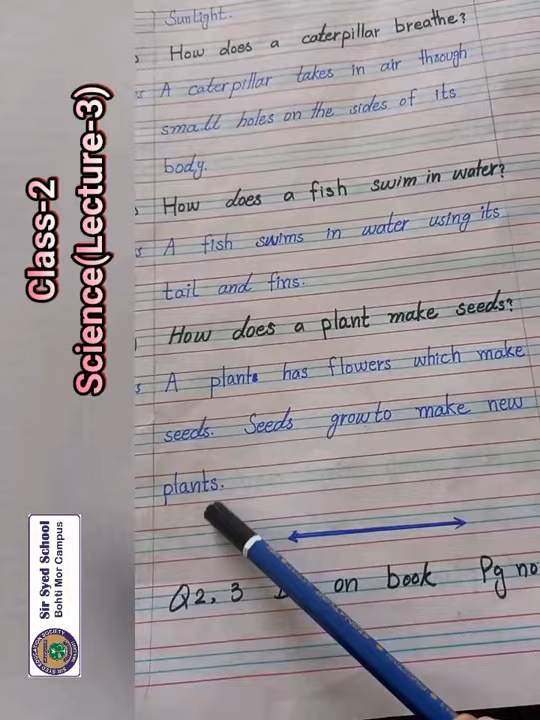 Class-2
Science(Lecture-3)
Sir Syed School
Bohti Mor Campus
SunLight.
How does a caterpillar breathe?
A caterpillar takes in air through
small holes on the sides of its
body.
How does a fish swim in water?
A fish swims in water using its
tail and fins.
How does a plant make seeds?
A plant has flowers which make
seeds. Seeds grow to make new
plants.
Q2, 3 on book Pg no